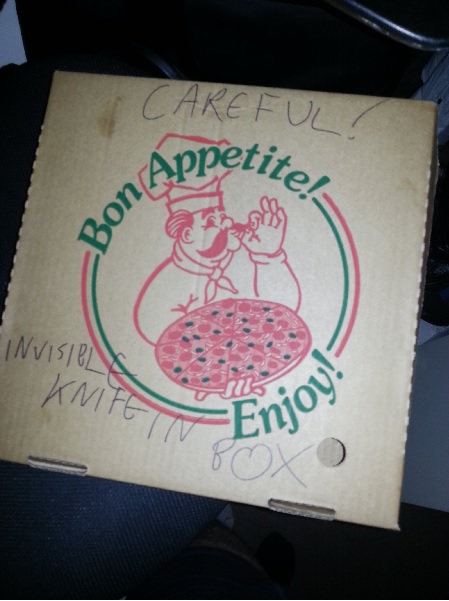 CAREFUL!
Bon Appetite!
INVISIBLE
KNIFE IN
BOX
Enjoy!